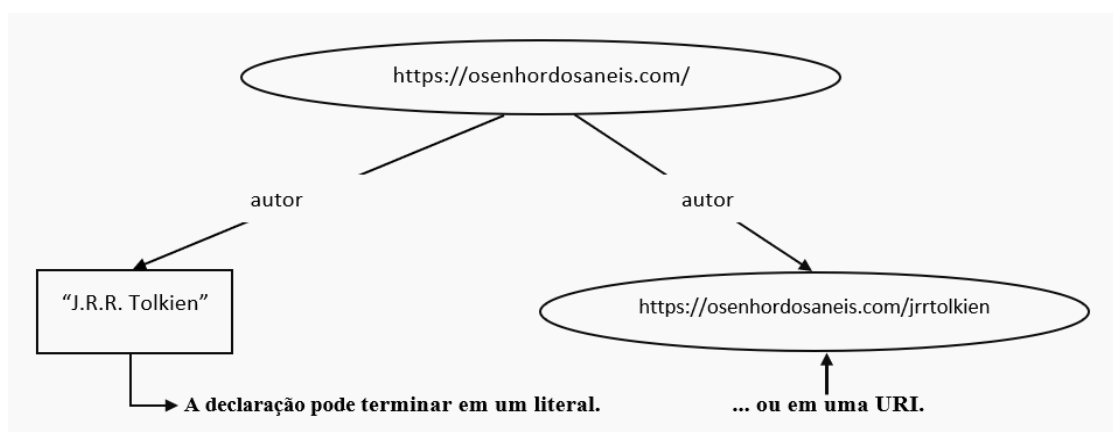 https://osenhordosaneis.com/
autor
autor
“J.R.R. Tolkien”
https://osenhordosaneis.com/jrrtolkien
A declaração pode terminar em um literal.
... ou em uma URI.